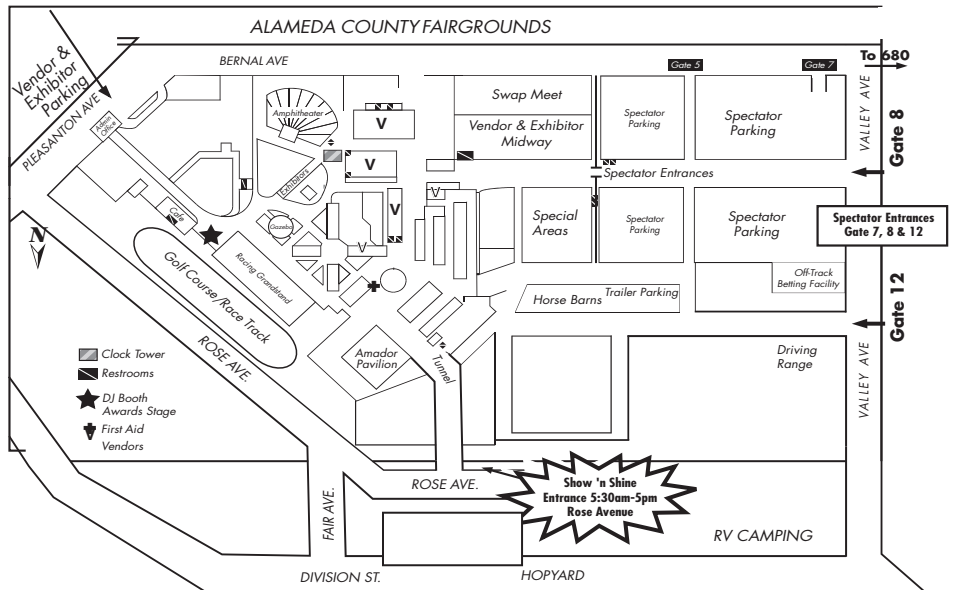 ALAMEDA COUNTY FAIRGROUNDS
BERNAL AVE
To 680
Gate 5
Gate 7
Vendor &
Exhibitor
Parking
PLEASANTON AVE
Admin
Office
Amphitheater
V
Swap Meet
Vendor & Exhibitor
Midway
Spectator
Parking
Spectator
Parking
VALLEY AVE
Gate 8
V
Exhibitors
V
V
Spectator Entrances
Cafe
Gazebo
V
Special
Areas
Spectator
Parking
Spectator
Parking
Spectator Entrances
Gate 7, 8 & 12
N
Golf Course/Race Track
Racing Grandstand
Off-Track
Betting Facility
Horse Barns
Trailer Parking
Gate 12
ROSE AVE.
Amador
Pavilion
Tunnel
Driving
Range
VALLEY AVE
Clock Tower
Restrooms
DJ Booth
Awards Stage
First Aid
Vendors
Show 'n Shine
Entrance 5:30am-5pm
Rose Avenue
ROSE AVE.
FAIR AVE.
RV CAMPING
DIVISION ST.
HOPYARD